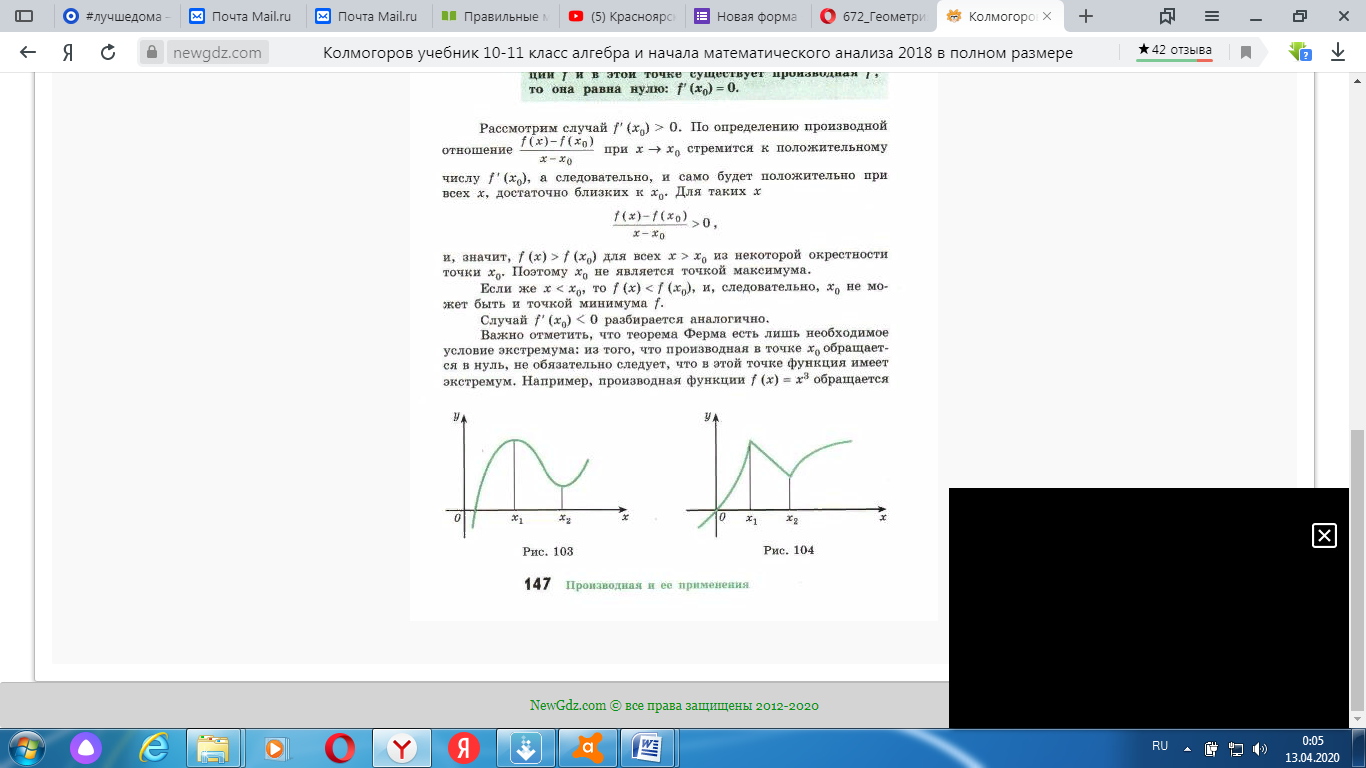 #лучшедома –
Почта Mail.ru
Почта Mail.ru
Правильные м
(5) Красноярс
Новая форма
672_Геометри
Колмогоро
Я
newgdz.com
Колмогоров учебник 10-11 класс алгебра и начала математического анализа 2018 в полном размере
★42 отзыва
ции f и в этой точке существует производная f′,
то она равна нулю: f′(x₀) = 0.
Рассмотрим случай f′ (x₀) > 0. По определению производной
отношение (f(x)–f(x₀))/(x–x₀) при x → x₀ стремится к положительному
числу f′ (x₀), а следовательно, и само будет положительно при
всех x, достаточно близких к x₀. Для таких x
(f(x)–f(x₀))/(x–x₀) > 0 ,
и, значит, f (x) > f (x₀) для всех x > x₀ из некоторой окрестности
точки x₀. Поэтому x₀ не является точкой максимума.
Если же x < x₀, то f (x) < f (x₀), и, следовательно, x₀ не мо-
жет быть и точкой минимума f.
Случай f′ (x₀) < 0 разбирается аналогично.
Важно отметить, что теорема Ферма есть лишь необходимое
условие экстремума: из того, что производная в точке x₀ обращает-
ся в нуль, не обязательно следует, что в этой точке функция имеет
экстремум. Например, производная функции f (x) = x³ обращается
y
0 x₁ x₂ x
Рис. 103
y
0 x₁ x₂ x
Рис. 104
147 Производная и ее применения
NewGdz.com © все права защищены 2012-2020
RU
0:05
13.04.2020